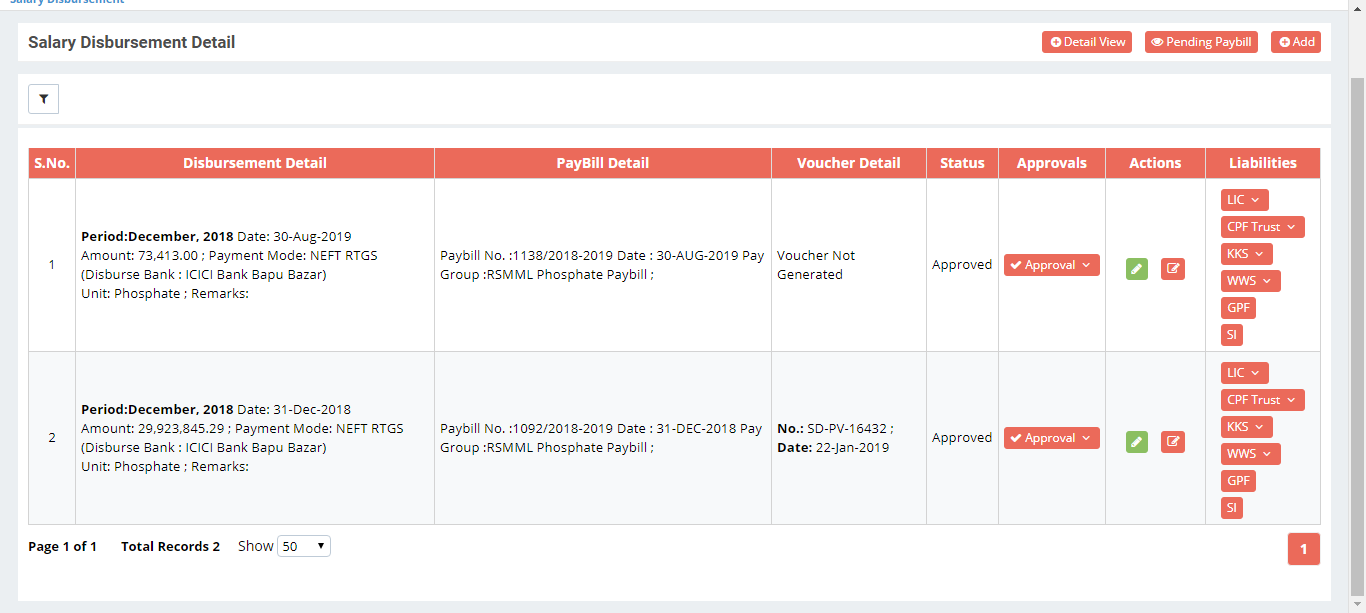 Salary Disbursement
Salary Disbursement Detail
Detail View
Pending Paybill
Add
S.No.
Disbursement Detail
PayBill Detail
Voucher Detail
Status
Approvals
Actions
Liabilities
1
Period:December, 2018 Date: 30-Aug-2019
Amount: 73,413.00 ; Payment Mode: NEFT RTGS
(Disburse Bank : ICICI Bank Bapu Bazar)
Unit: Phosphate ; Remarks:
Paybill No. :1138/2018-2019 Date : 30-AUG-2019 Pay
Group :RSMML Phosphate Paybill ;
Voucher Not
Generated
Approved
Approval
LIC
CPF Trust
KKS
WWS
GPF
SI
2
Period:December, 2018 Date: 31-Dec-2018
Amount: 29,923,845.29 ; Payment Mode: NEFT RTGS
(Disburse Bank : ICICI Bank Bapu Bazar)
Unit: Phosphate ; Remarks:
Paybill No. :1092/2018-2019 Date : 31-DEC-2018 Pay
Group :RSMML Phosphate Paybill ;
No.: SD-PV-16432 ;
Date: 22-Jan-2019
Approved
Approval
LIC
CPF Trust
KKS
WWS
GPF
SI
Page 1 of 1 Total Records 2 Show 50
1